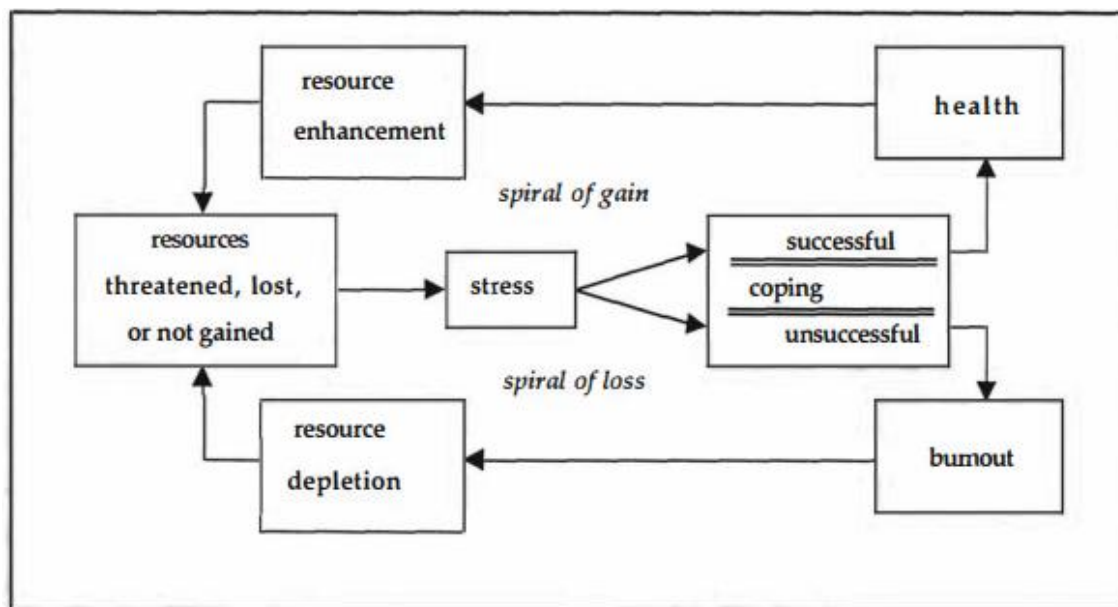 resource
enhancement
health
spiral of gain
resources
threatened, lost,
or not gained
stress
successful
coping
unsuccessful
spiral of loss
resource
depletion
burnout